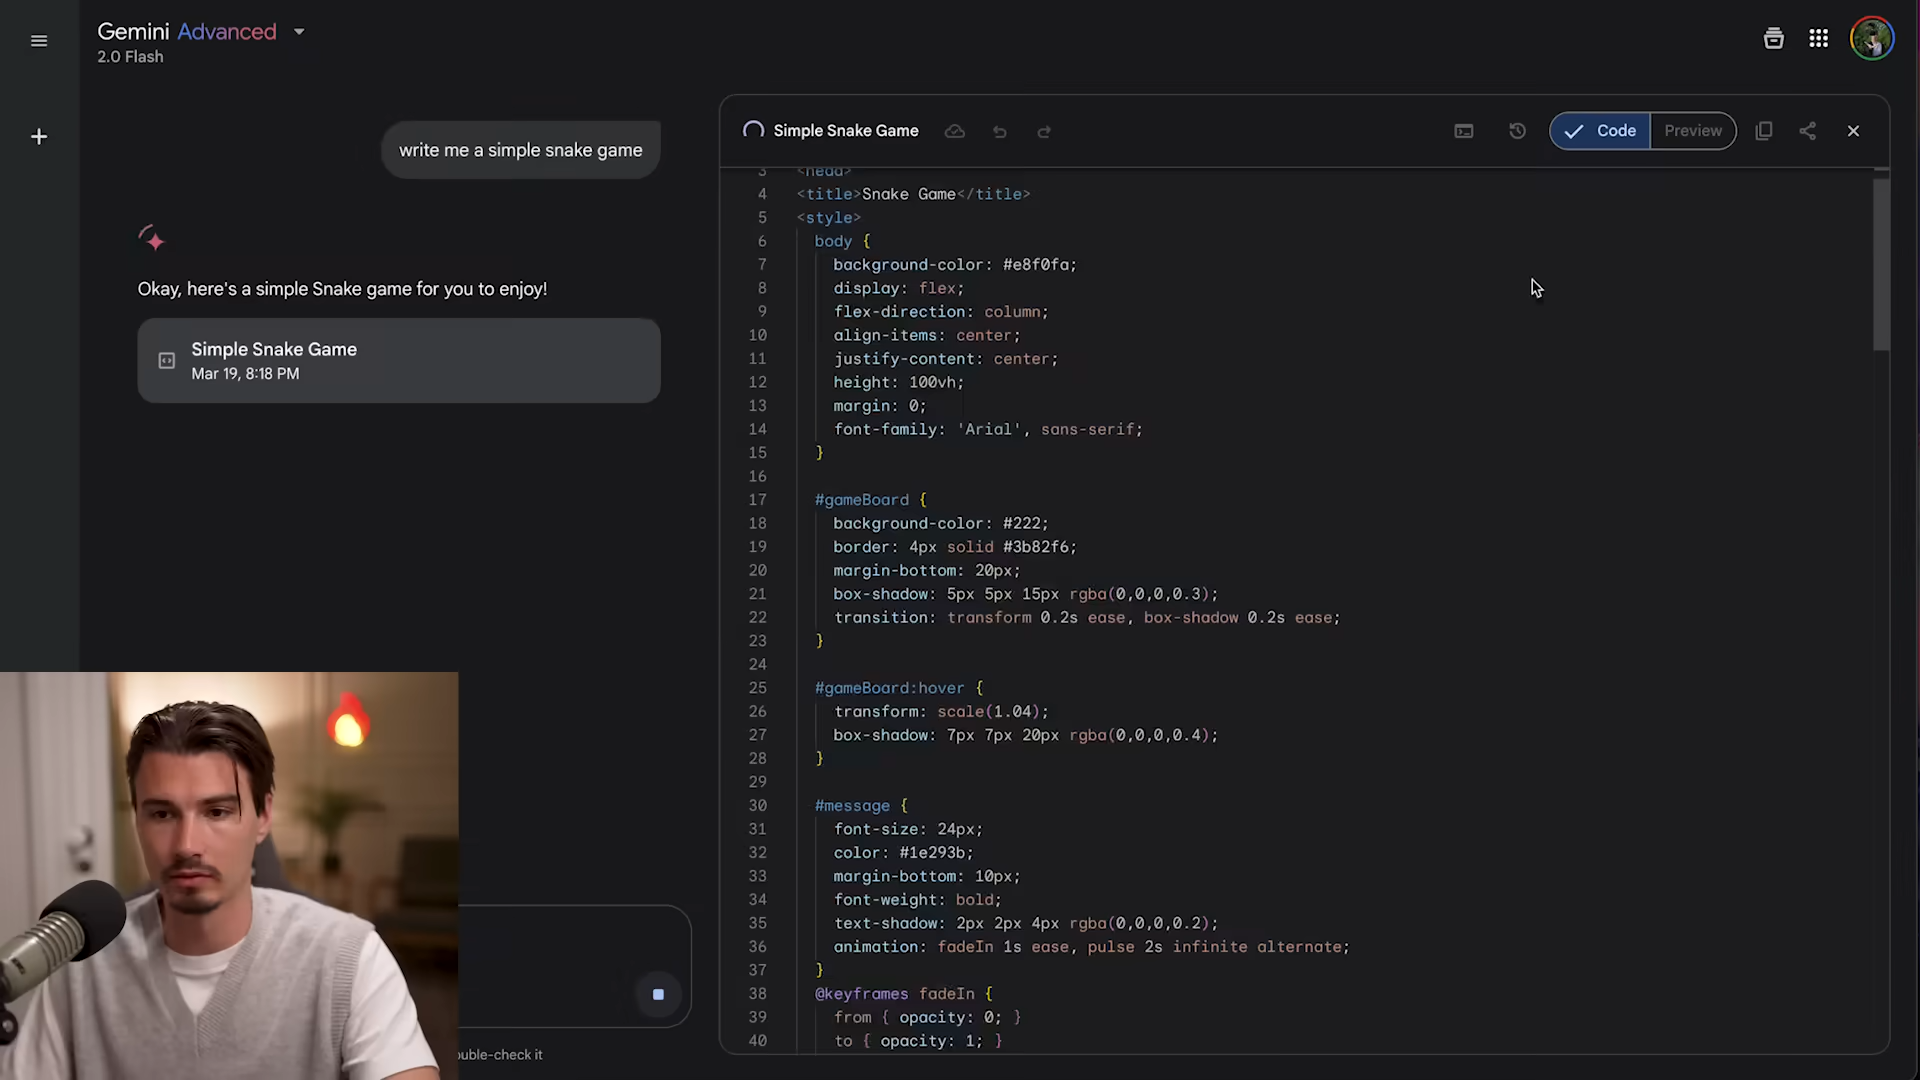 Gemini Advanced
2.0 Flash
write me a simple snake game
Okay, here's a simple Snake game for you to enjoy!
Simple Snake Game
Mar 19, 8:18 PM
ouble-check it
Simple Snake Game
Code
Preview
3 <head>
4 <title>Snake Game</title>
5 <style>
6 body {
7 background-color: #e8f0fa;
8 display: flex;
9 flex-direction: column;
10 align-items: center;
11 justify-content: center;
12 height: 100vh;
13 margin: 0;
14 font-family: 'Arial', sans-serif;
15 }
16
17 #gameBoard {
18 background-color: #222;
19 border: 4px solid #3b82f6;
20 margin-bottom: 20px;
21 box-shadow: 5px 5px 15px rgba(0,0,0,0.3);
22 transition: transform 0.2s ease, box-shadow 0.2s ease;
23 }
24
25 #gameBoard:hover {
26 transform: scale(1.04);
27 box-shadow: 7px 7px 20px rgba(0,0,0,0.4);
28 }
29
30 #message {
31 font-size: 24px;
32 color: #1e293b;
33 margin-bottom: 10px;
34 font-weight: bold;
35 text-shadow: 2px 2px 4px rgba(0,0,0,0.2);
36 animation: fadeIn 1s ease, pulse 2s infinite alternate;
37 }
38 @keyframes fadeIn {
39 from { opacity: 0; }
40 to { opacity: 1; }